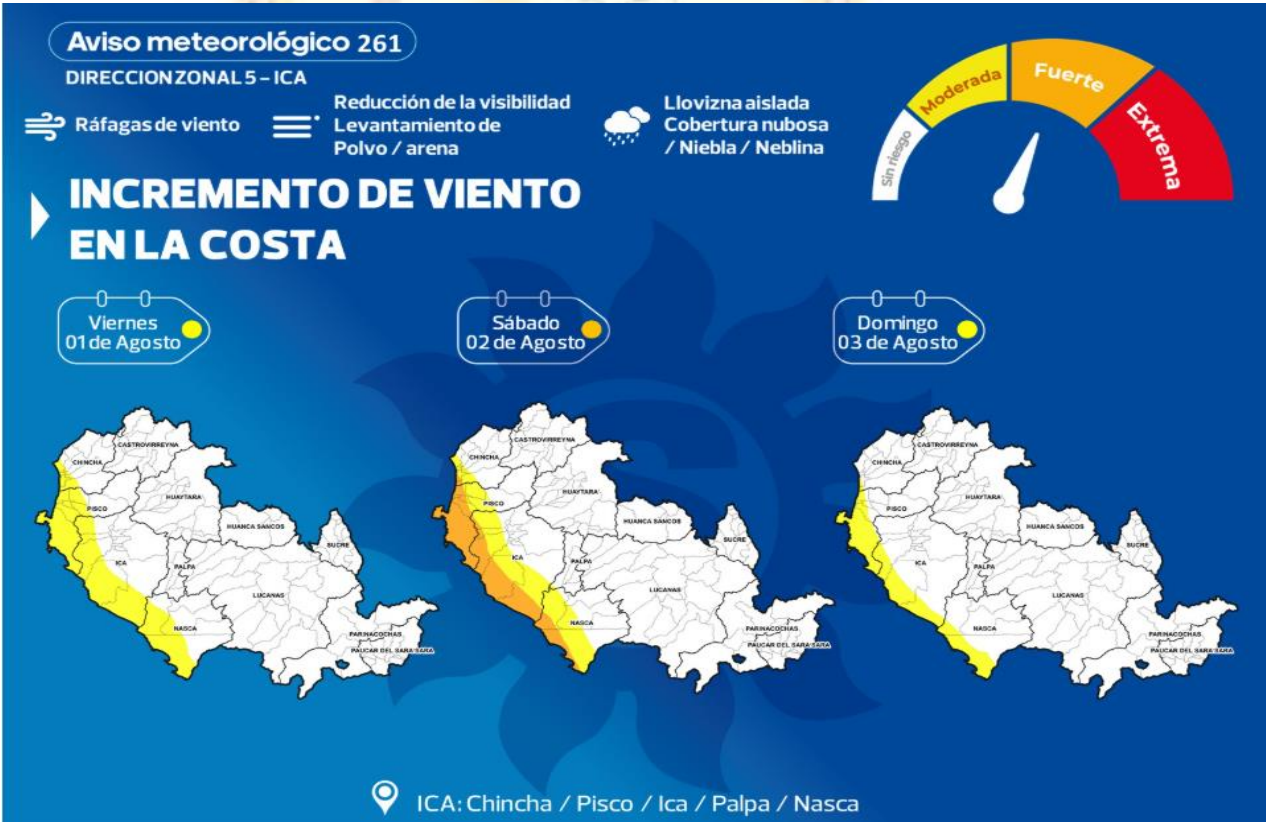 Aviso meteorológico 261
DIRECCION ZONAL 5 – ICA
Ráfagas de viento
Reducción de la visibilidad
Levantamiento de
Polvo / arena
Llovizna aislada
Cobertura nubosa
/ Niebla / Neblina
Sin riesgo
Moderada
Fuerte
Extrema
INCREMENTO DE VIENTO
EN LA COSTA
Viernes
01 de Agosto
Sábado
02 de Agosto
Domingo
03 de Agosto
CASTROVIRREYNA
CHINCHA
HUAYTARA
PISCO
HUANCA SANCOS
SUCRE
ICA
PALPA
LUCANAS
NASCA
PARINACOCHAS
PAUCAR DEL SARA SARA
CASTROVIRREYNA
CHINCHA
HUAYTARA
PISCO
HUANCA SANCOS
SUCRE
ICA
PALPA
LUCANAS
NASCA
PARINACOCHAS
PAUCAR DEL SARA SARA
CASTROVIRREYNA
CHINCHA
HUAYTARA
PISCO
HUANCA SANCOS
SUCRE
ICA
PALPA
LUCANAS
NASCA
PARINACOCHAS
PAUCAR DEL SARA SARA
ICA: Chincha / Pisco / Ica / Palpa / Nasca